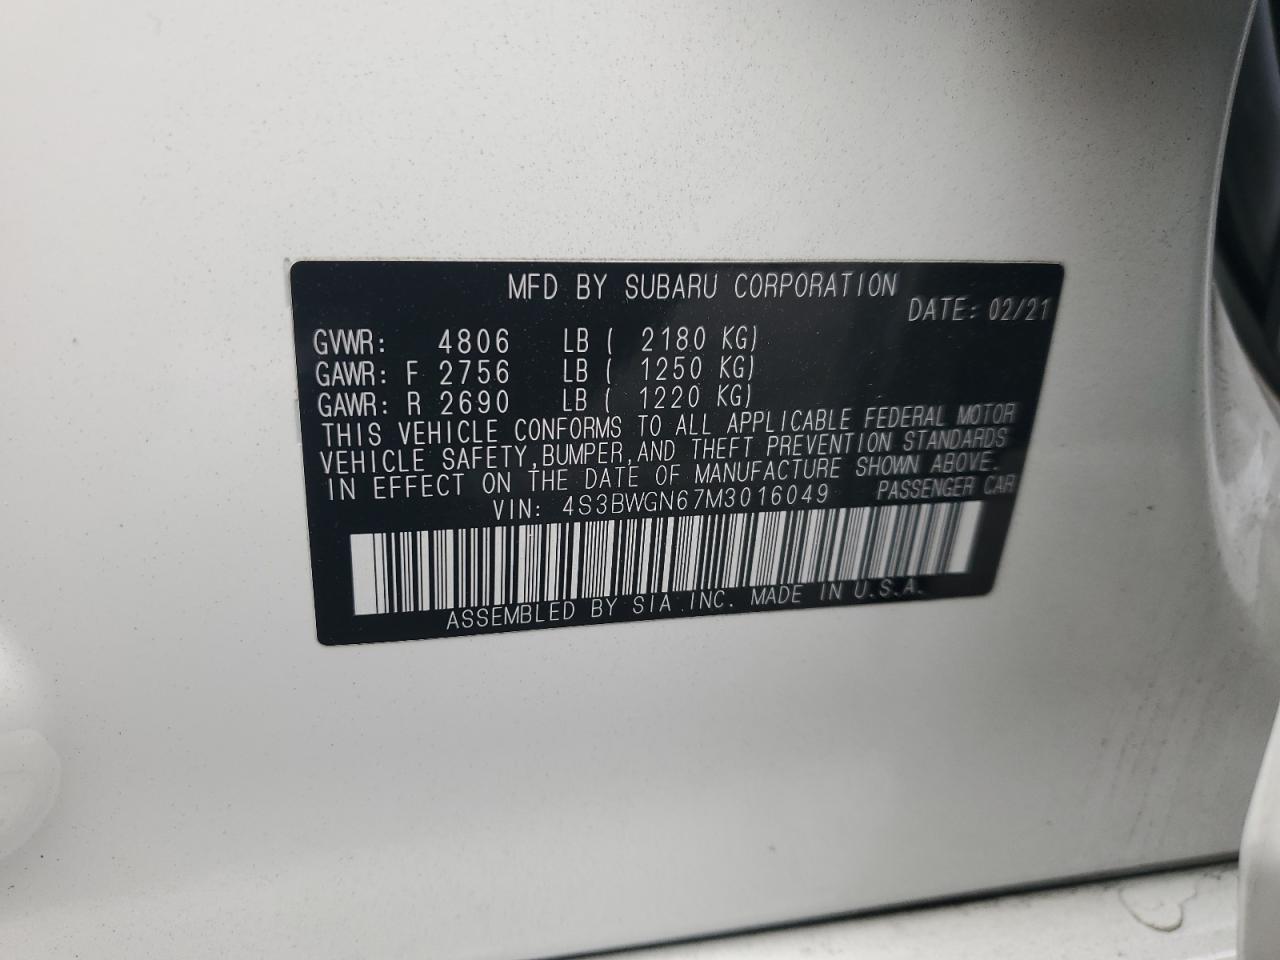 MFD BY SUBARU CORPORATION
DATE: 02/21
GVWR: 4806 LB ( 2180 KG)
GAWR: F 2756 LB ( 1250 KG)
GAWR: R 2690 LB ( 1220 KG)
THIS VEHICLE CONFORMS TO ALL APPLICABLE FEDERAL MOTOR
VEHICLE SAFETY,BUMPER,AND THEFT PREVENTION STANDARDS
IN EFFECT ON THE DATE OF MANUFACTURE SHOWN ABOVE.
VIN: 4S3BWGN67M3016049 PASSENGER CAR
ASSEMBLED BY SIA INC. MADE IN U.S.A.